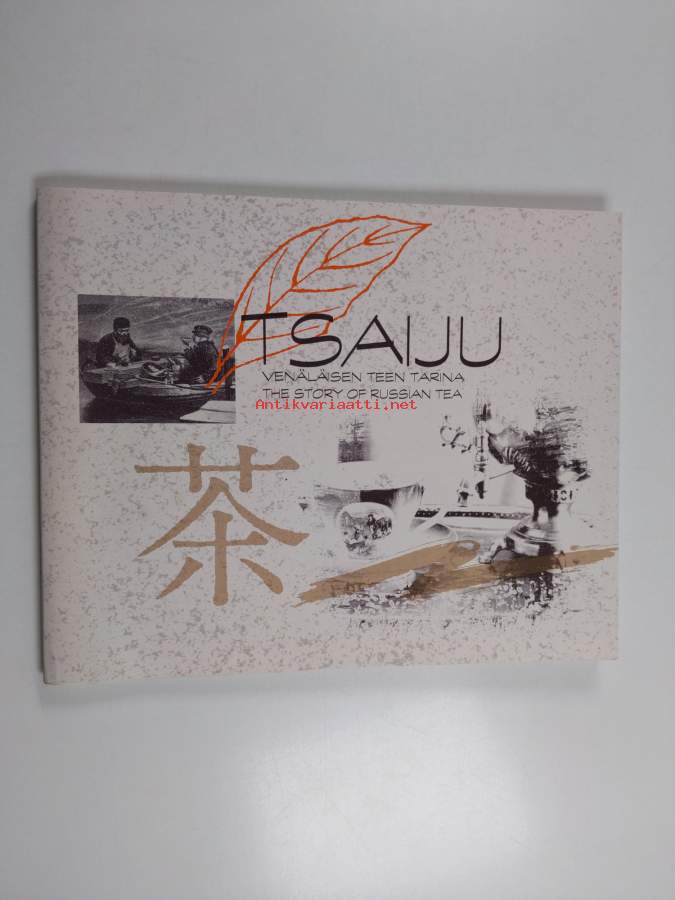 TSAIJU
VENÄLÄISEN TEEN TARINA
THE STORY OF RUSSIAN TEA
Antikvariaatti.net
茶